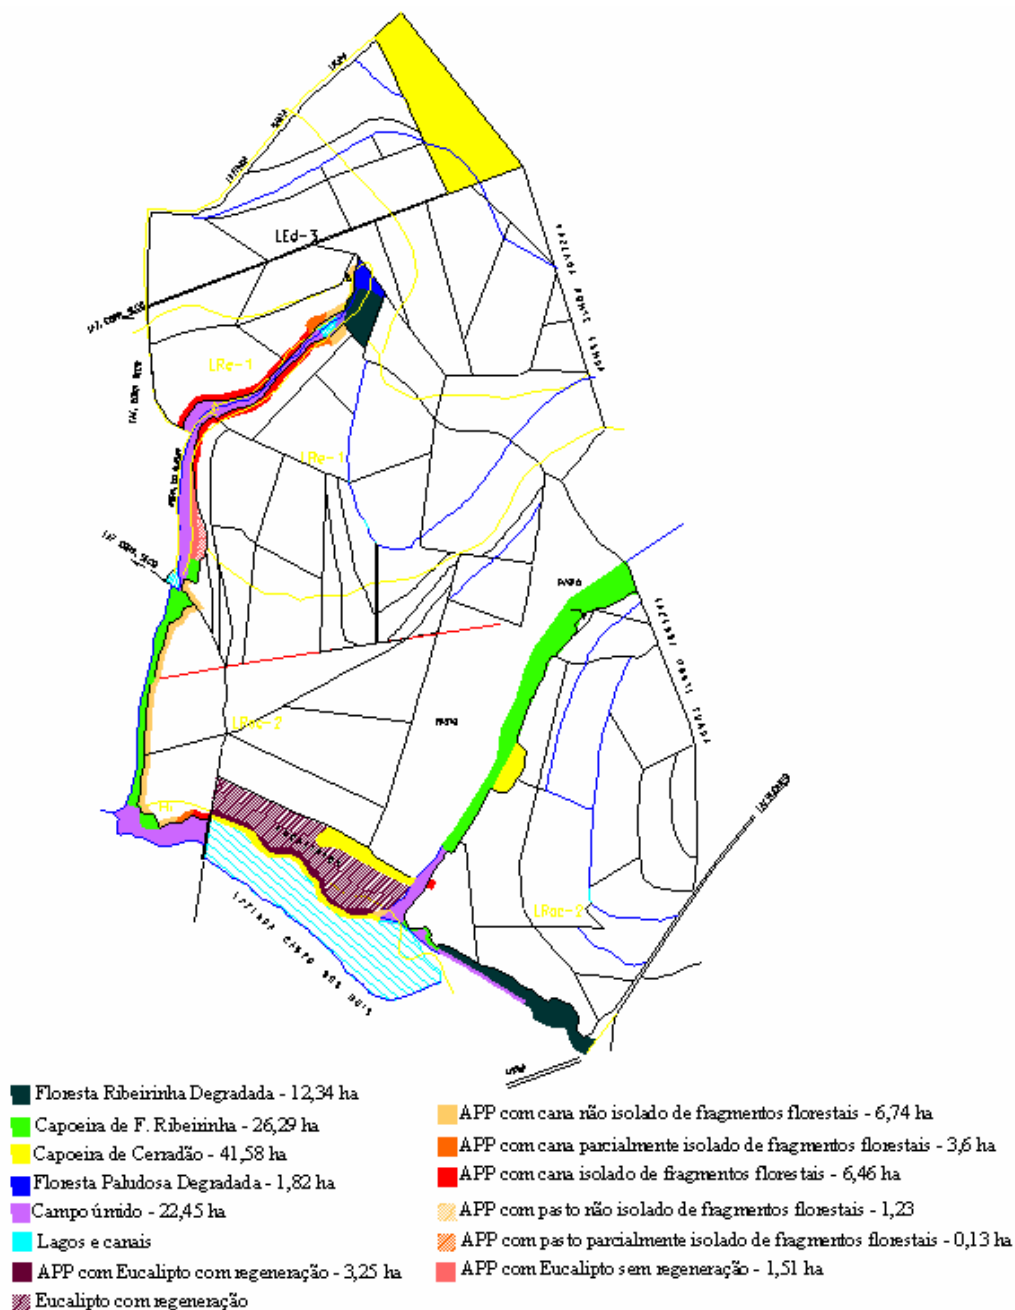 LEd-3
LRe-1
LRe-1
PASTO
LRoc-2
PASTO
LRoc-2
Floresta Ribeirinha Degradada - 12,34 ha
Capoeira de F. Ribeirinha - 26,29 ha
Capoeira de Cerradão - 41,58 ha
Floresta Paludosa Degradada - 1,82 ha
Campo úmido - 22,45 ha
Lagos e canais
APP com Eucalipto com regeneração - 3,25 ha
Eucalipto com regeneração
APP com cana não isolado de fragmentos florestais - 6,74 ha
APP com cana parcialmente isolado de fragmentos florestais - 3,6 ha
APP com cana isolado de fragmentos florestais - 6,46 ha
APP com pasto não isolado de fragmentos florestais - 1,23
APP com pasto parcialmente isolado de fragmentos florestais - 0,13 ha
APP com Eucalipto sem regeneração - 1,51 ha